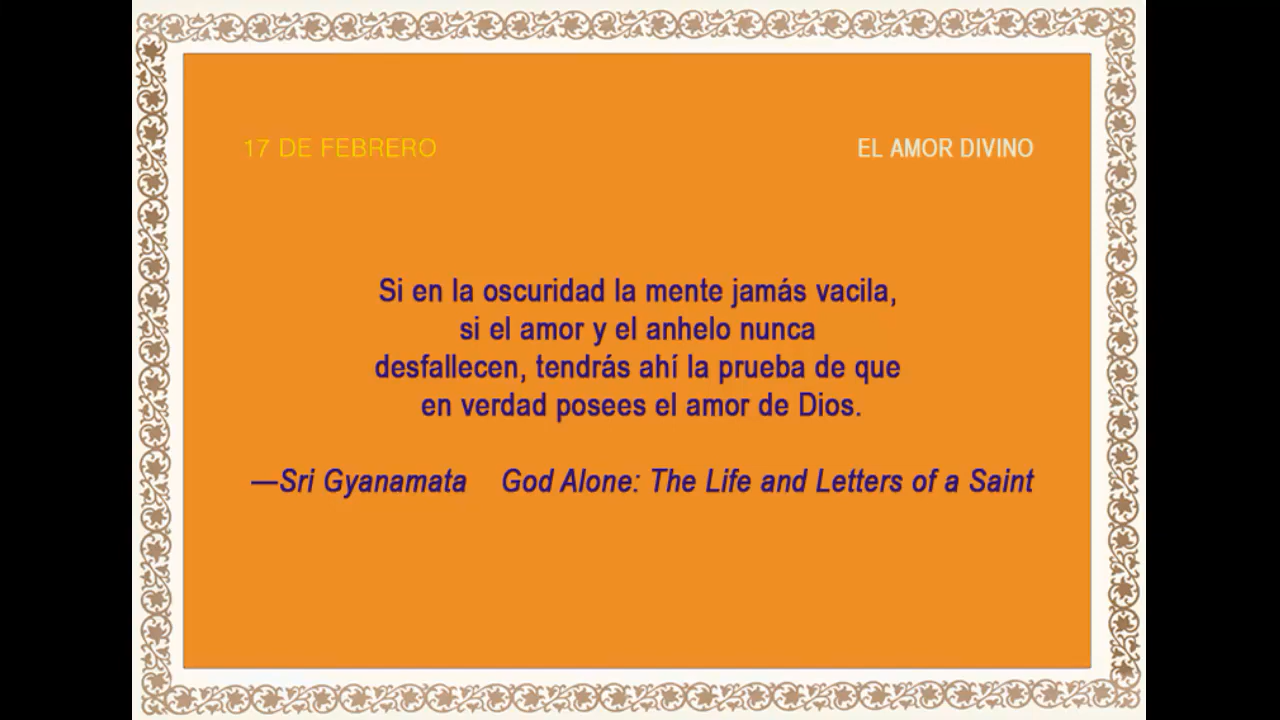 17 DE FEBRERO EL AMOR DIVINO
Si en la oscuridad la mente jamás vacila,
si el amor y el anhelo nunca
desfallecen, tendrás ahí la prueba de que
en verdad posees el amor de Dios.
—Sri Gyanamata God Alone: The Life and Letters of a Saint